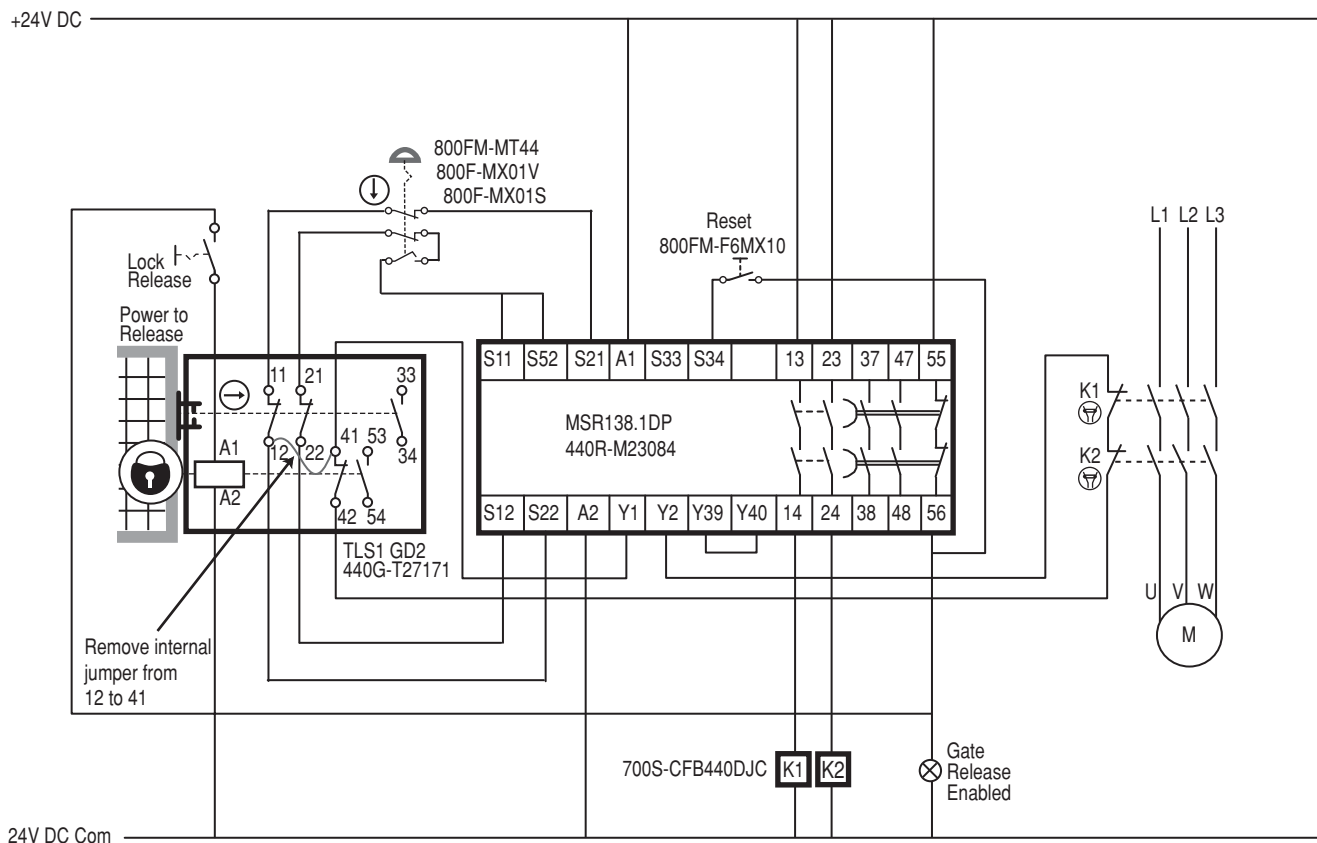 +24V DC
800FM-MT44
800F-MX01V
800F-MX01S
Reset
800FM-F6MX10
L1 L2 L3
Lock
Release
Power to
Release
S11 S52 S21 A1 S33 S34 13 23 37 47 55
MSR138.1DP
440R-M23084
S12 S22 A2 Y1 Y2 Y39 Y40 14 24 38 48 56
11 21 33
12 22 41 53 34
A1
A2
42 54
TLS1 GD2
440G-T27171
K1
K2
U V W
M
Remove internal
jumper from
12 to 41
700S-CFB440DJC K1 K2
Gate
Release
Enabled
24V DC Com